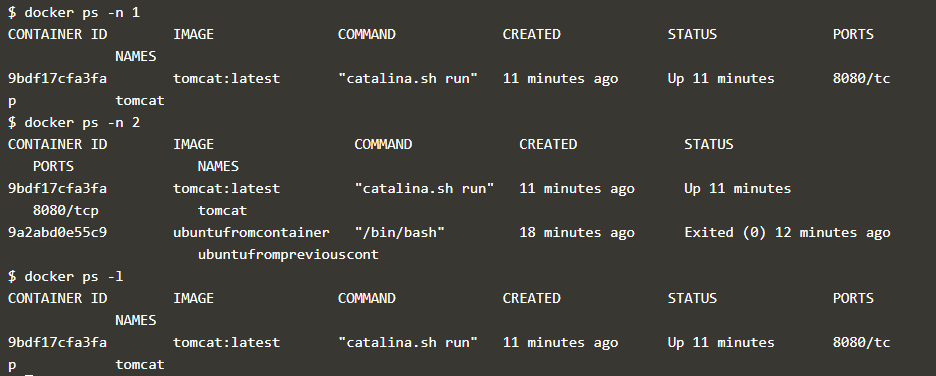 $ docker ps -n 1
CONTAINER ID        IMAGE               COMMAND             CREATED             STATUS              PORTS
             NAMES
9bdf17cfa3fa        tomcat:latest       "catalina.sh run"   11 minutes ago      Up 11 minutes       8080/tc
p            tomcat
$ docker ps -n 2
CONTAINER ID        IMAGE                 COMMAND             CREATED             STATUS
   PORTS               NAMES
9bdf17cfa3fa        tomcat:latest         "catalina.sh run"   11 minutes ago      Up 11 minutes
   8080/tcp            tomcat
9a2abd0e55c9        ubuntufromcontainer   "/bin/bash"         18 minutes ago      Exited (0) 12 minutes ago
                       ubuntufrompreviouscont
$ docker ps -l
CONTAINER ID        IMAGE               COMMAND             CREATED             STATUS              PORTS
             NAMES
9bdf17cfa3fa        tomcat:latest       "catalina.sh run"   11 minutes ago      Up 11 minutes       8080/tc
p            tomcat